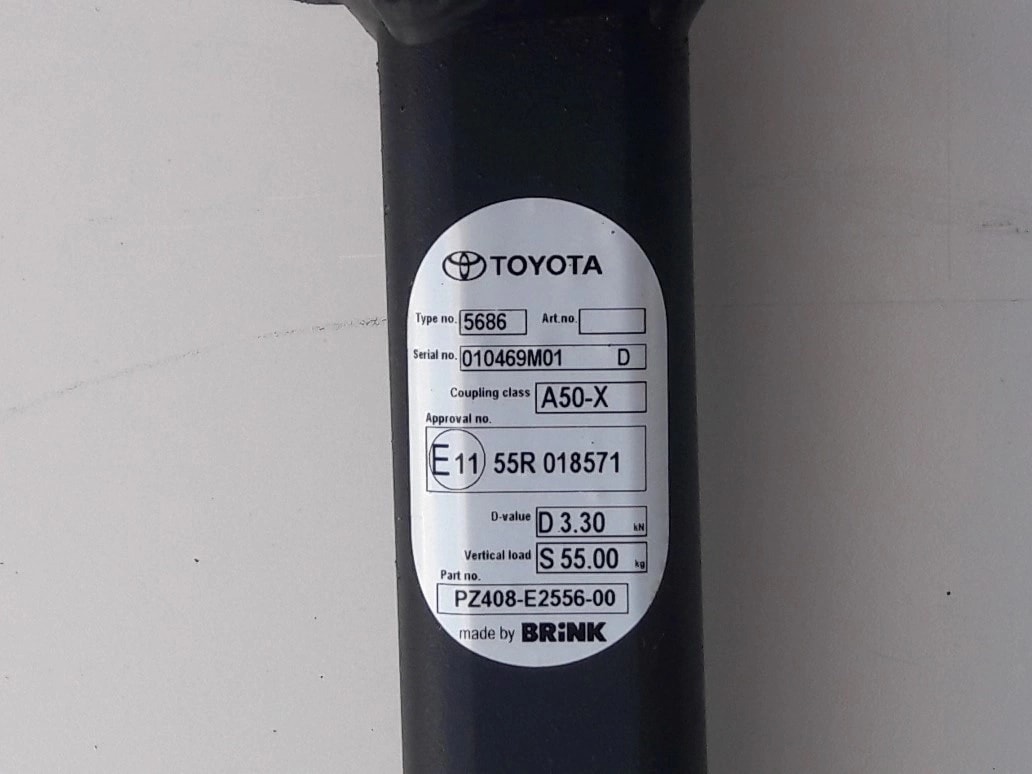 TOYOTA
Type no. 5686 Art.no.
Serial no. 010469M01 D
Coupling class A50-X
Approval no.
E 11 55R 018571
D-value D 3.30 kN
Vertical load S 55.00 kg
Part no.
PZ408-E2556-00
made by BRiNK